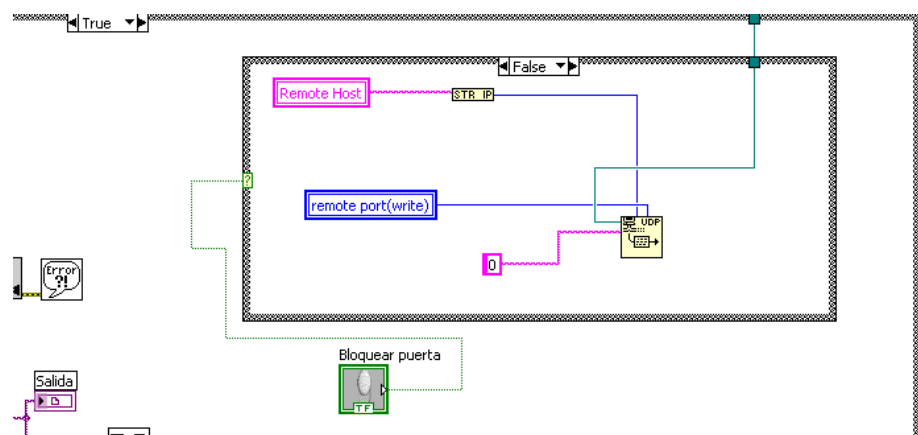 True
False
Remote Host
STR IP
?
remote port(write)
UDP
0
Error
?!
Bloquear puerta
TF
Salida